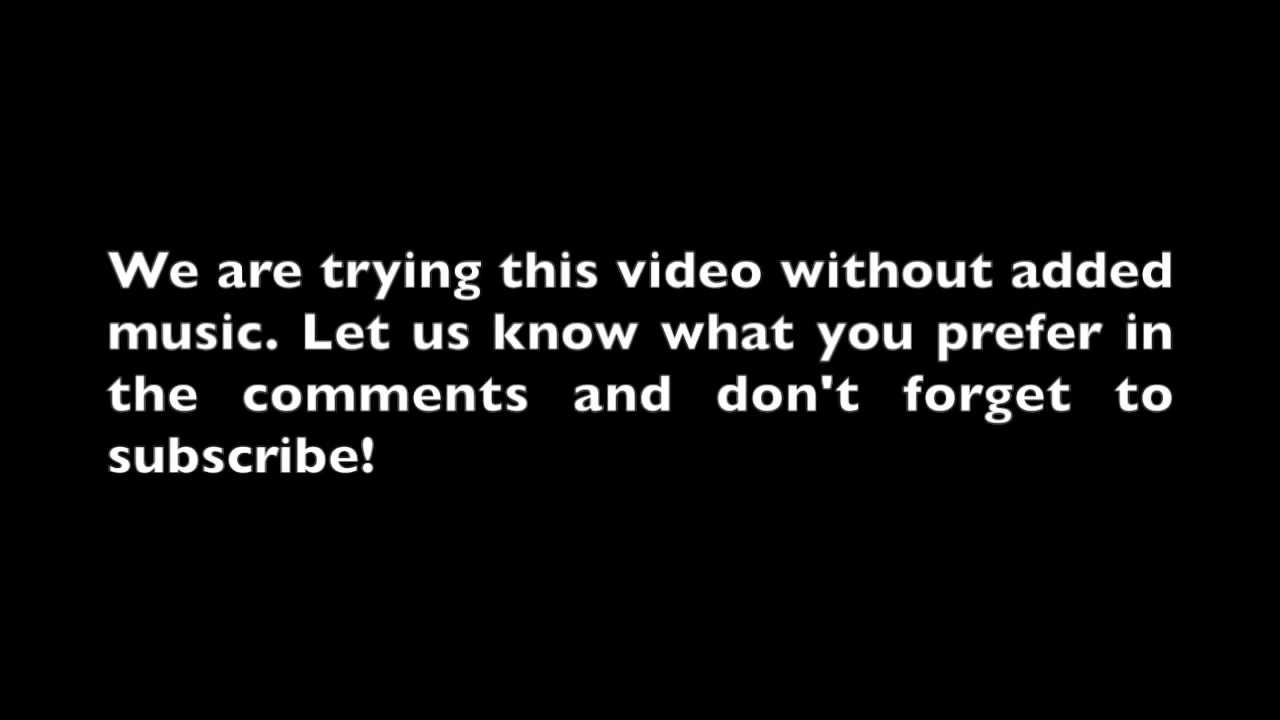 We are trying this video without added
music. Let us know what you prefer in
the comments and don't forget to
subscribe!